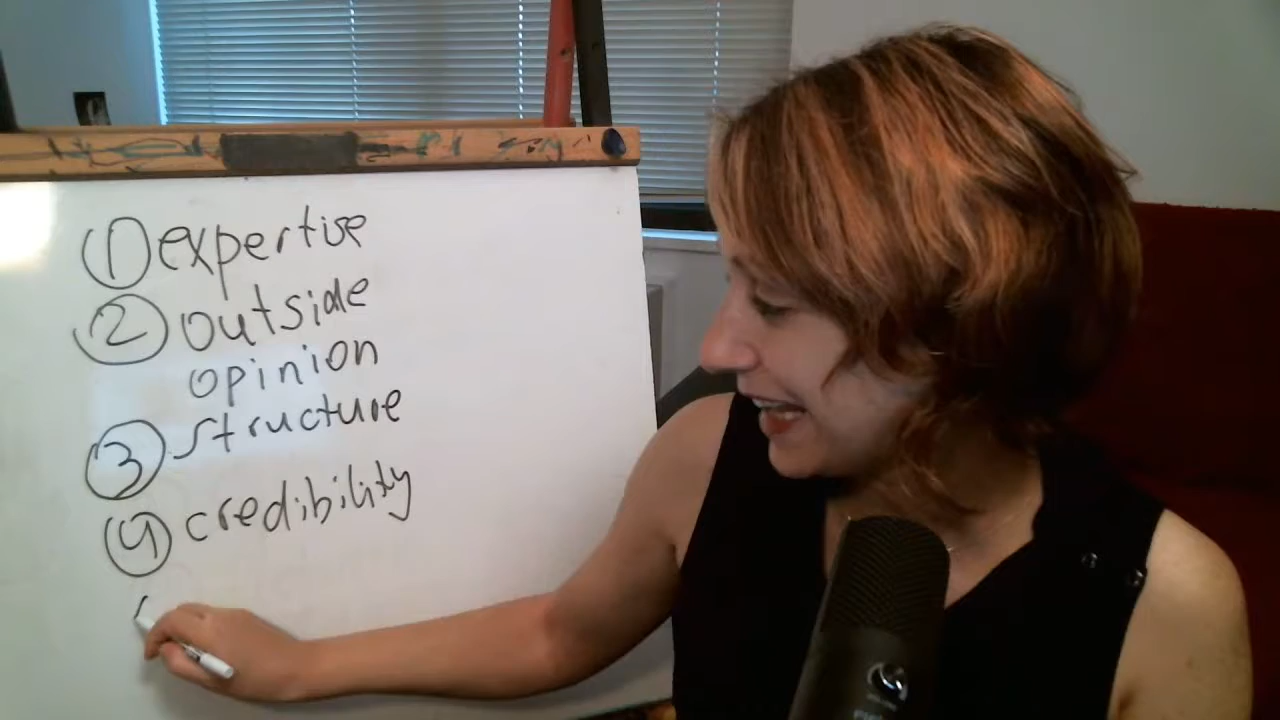 ① expertise
② outside
opinion
③ structure
④ credibility